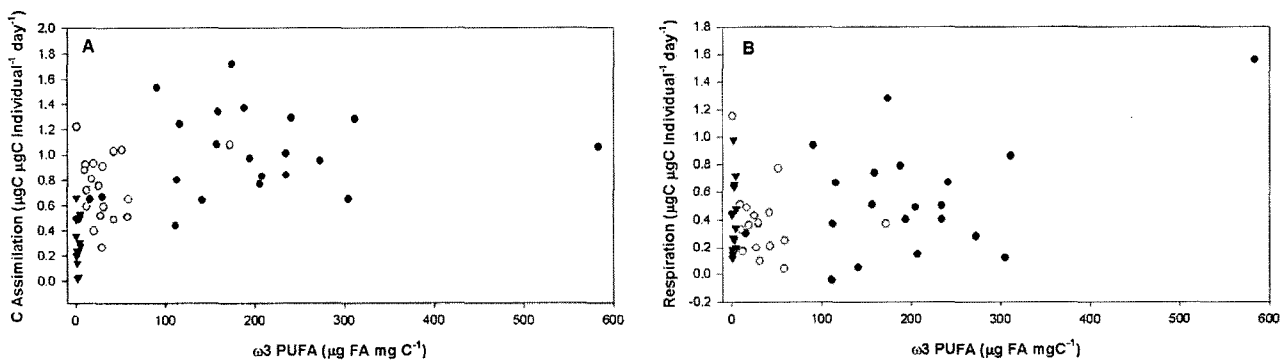 A
C Assimilation (µgC µgC Individual⁻¹ day⁻¹)
2.0
1.8
1.6
1.4
1.2
1.0
0.8
0.6
0.4
0.2
0.0
0 100 200 300 400 500 600
ω3 PUFA (µg FA mg C⁻¹)
B
Respiration (µgC µgC Individual⁻¹ day⁻¹)
1.8
1.6
1.4
1.2
1.0
0.8
0.6
0.4
0.2
0.0
-0.2
0 100 200 300 400 500 600
ω3 PUFA (µg FA mgC⁻¹)